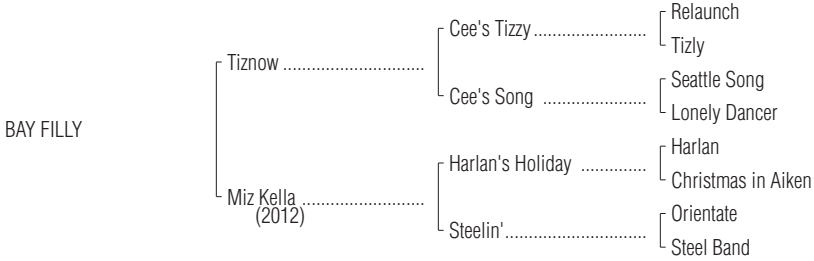 Relaunch
Cee's Tizzy ........................
Tizly
Tiznow ..............................
Seattle Song
Cee's Song ......................
Lonely Dancer
BAY FILLY
Harlan
Harlan's Holiday ..............
Christmas in Aiken
Miz Kella ..........................
(2012)
Orientate
Steelin'..............................
Steel Band